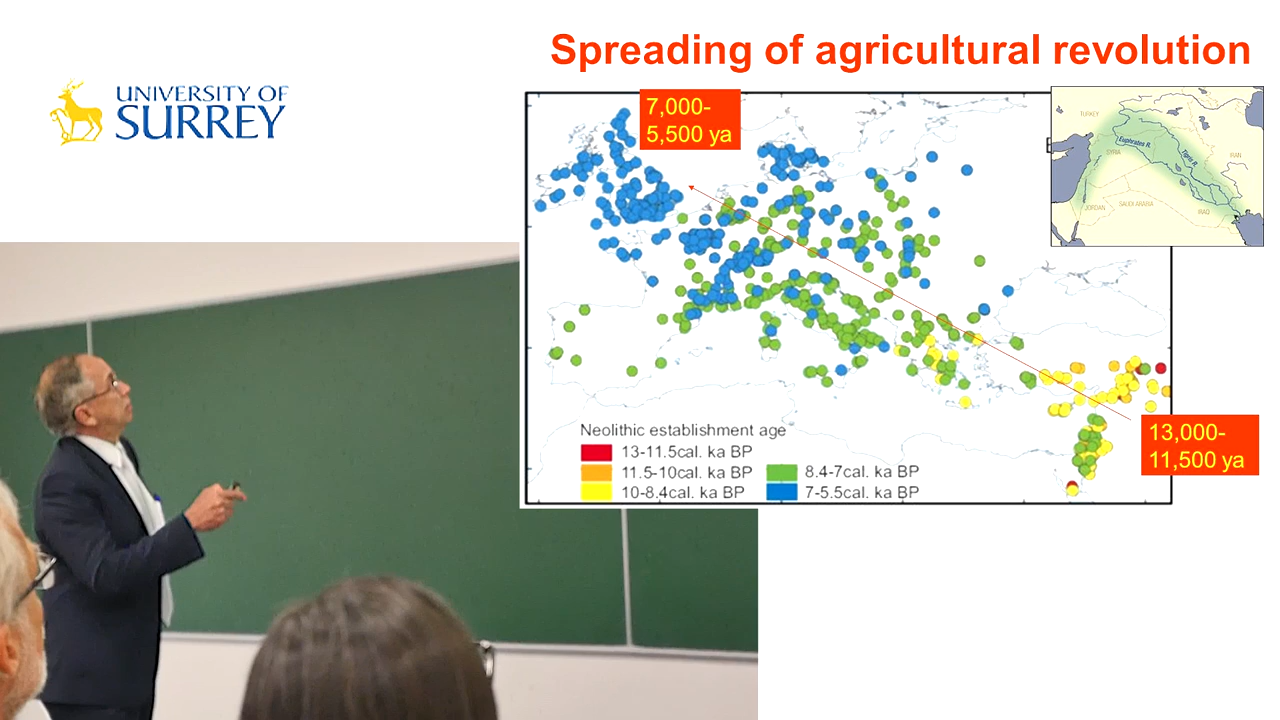 Spreading of agricultural revolution
UNIVERSITY OF
SURREY
7,000-
5,500 ya
TURKEY
Euphrates R.
Tigris R.
SYRIA
IRAN
JORDAN
SAUDI ARABIA
IRAQ
13,000-
11,500 ya
Neolithic establishment age
13-11.5cal. ka BP
11.5-10cal. ka BP
10-8.4cal. ka BP
8.4-7cal. ka BP
7-5.5cal. ka BP